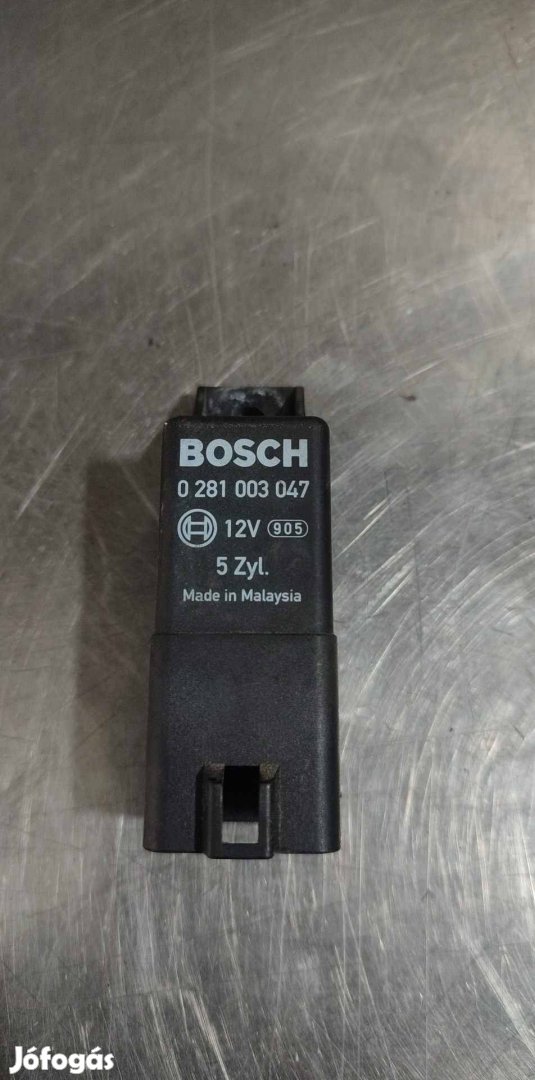 BOSCH
0 281 003 047
12V 905
5 Zyl.
Made in Malaysia
Jófogás